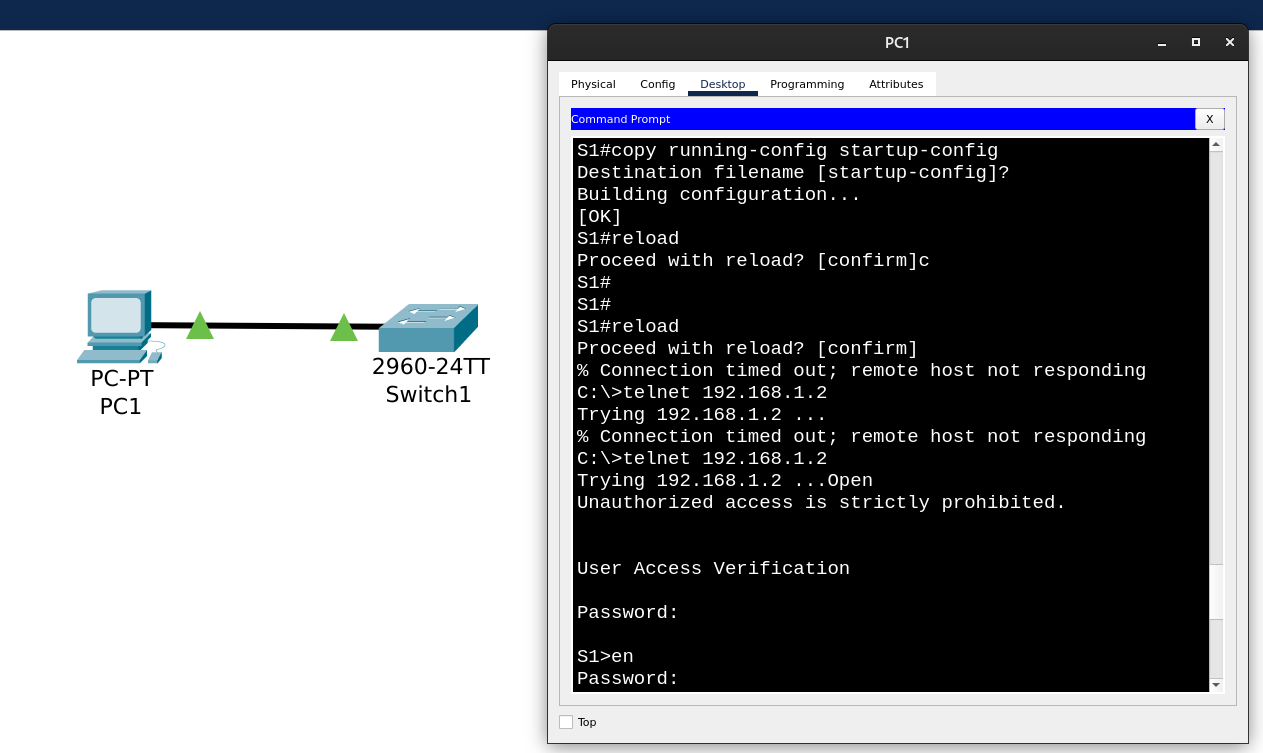 PC1
Physical Config Desktop Programming Attributes
Command Prompt
X
S1#copy running-config startup-config
Destination filename [startup-config]?
Building configuration...
[OK]
S1#reload
Proceed with reload? [confirm]c
S1#
S1#
S1#reload
Proceed with reload? [confirm]
% Connection timed out; remote host not responding
C:\>telnet 192.168.1.2
Trying 192.168.1.2 ...
% Connection timed out; remote host not responding
C:\>telnet 192.168.1.2
Trying 192.168.1.2 ...Open
Unauthorized access is strictly prohibited.
User Access Verification
Password:
S1>en
Password:
Top
PC-PT
PC1
2960-24TT
Switch1